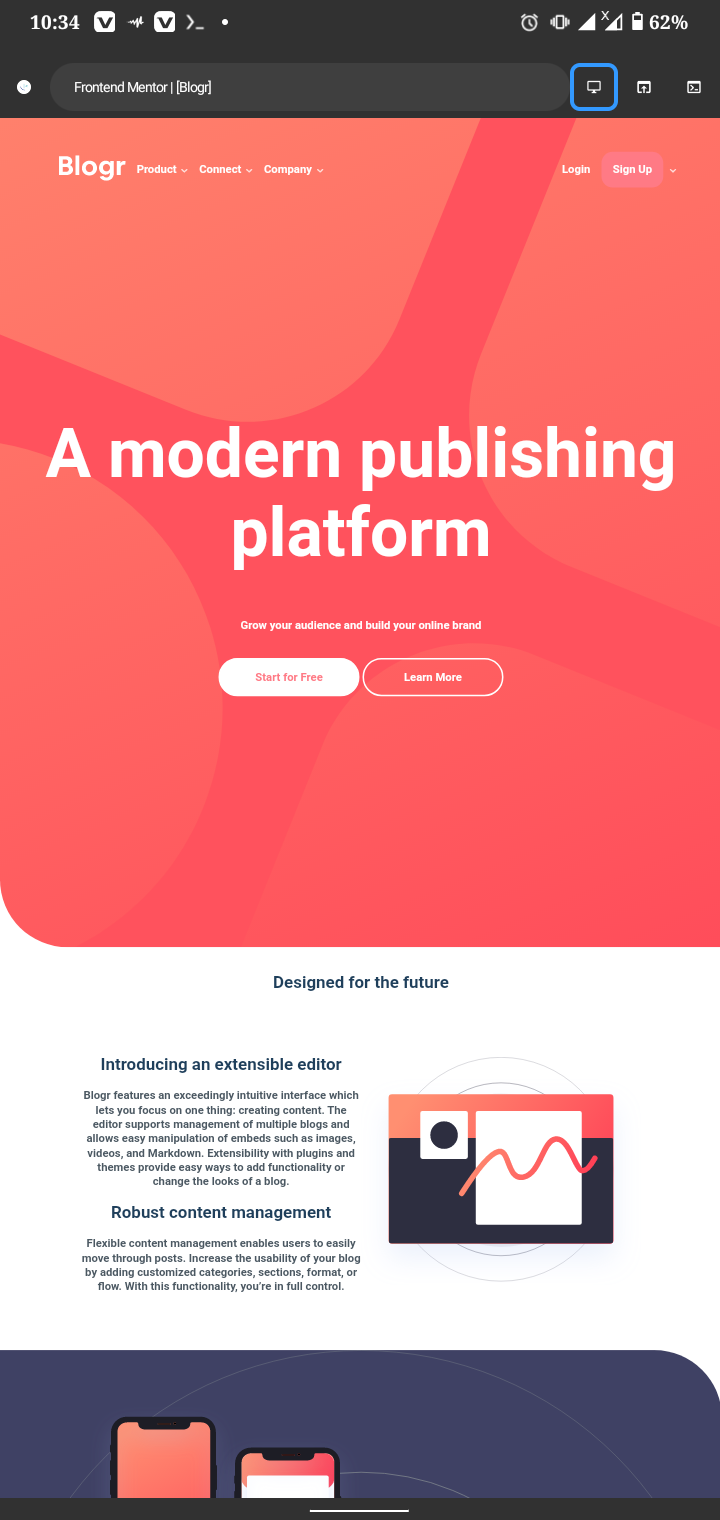 10:34
X
62%
Frontend Mentor | [Blogr]
Blogr Product Connect Company Login Sign Up
A modern publishing
platform
Grow your audience and build your online brand
Start for Free Learn More
Designed for the future
Introducing an extensible editor
Blogr features an exceedingly intuitive interface which
lets you focus on one thing: creating content. The
editor supports management of multiple blogs and
allows easy manipulation of embeds such as images,
videos, and Markdown. Extensibility with plugins and
themes provide easy ways to add functionality or
change the looks of a blog.
Robust content management
Flexible content management enables users to easily
move through posts. Increase the usability of your blog
by adding customized categories, sections, format, or
flow. With this functionality, you're in full control.